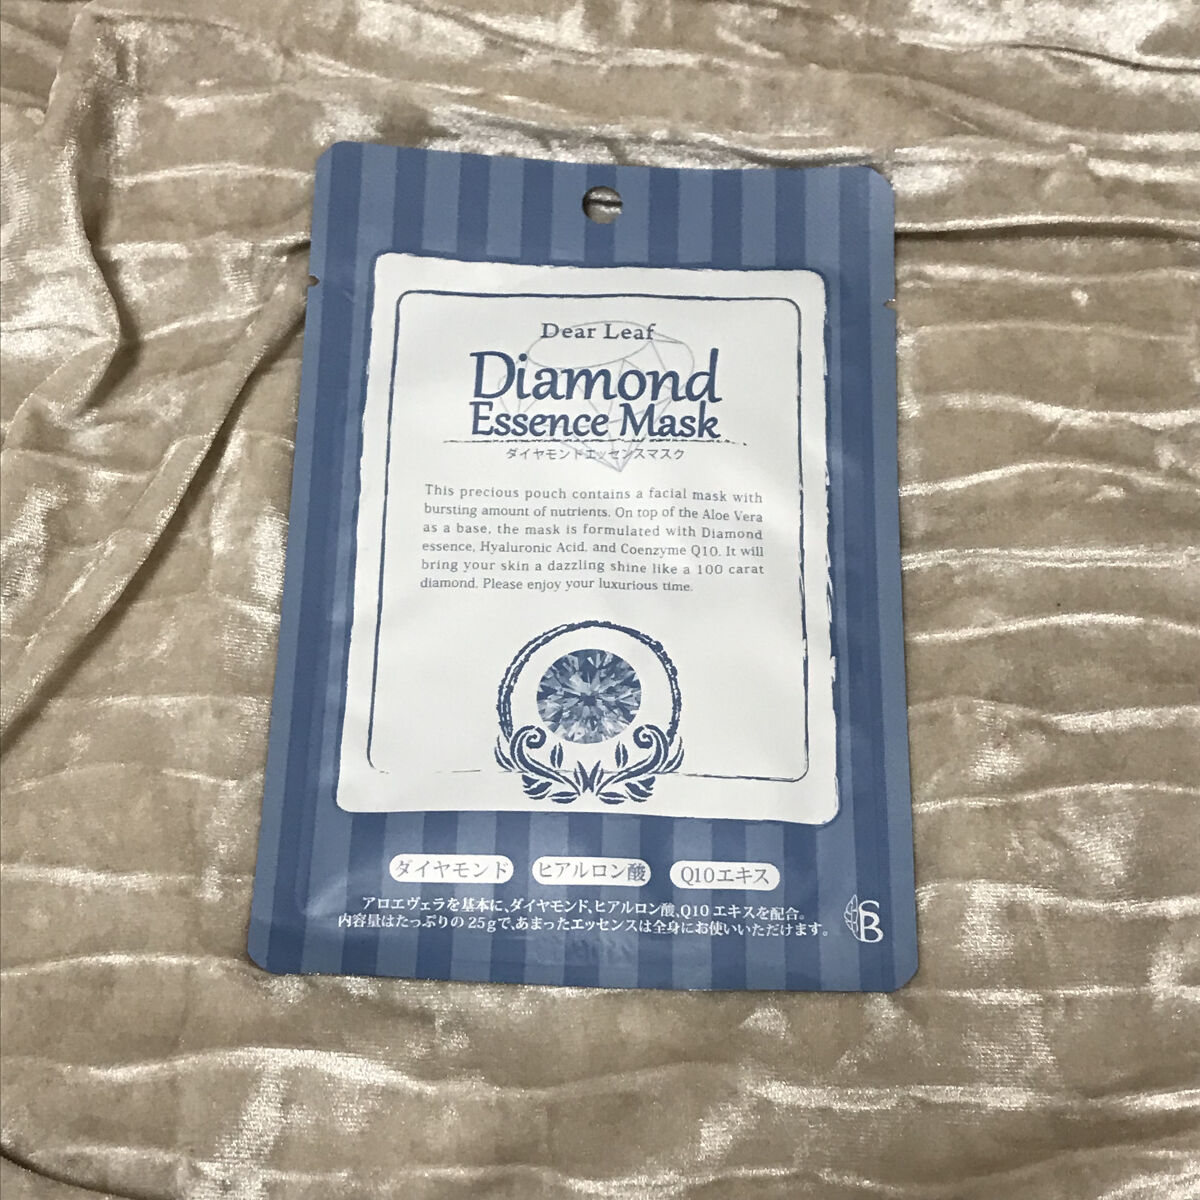 Dear Leaf
Diamond
Essence Mask
ダイヤモンドエッセンスマスク
This precious pouch contains a facial mask with
bursting amount of nutrients. On top of the Aloe Vera
as a base, the mask is formulated with Diamond
essence, Hyaluronic Acid, and Coenzyme Q10. It will
bring your skin a dazzling shine like a 100 carat
diamond. Please enjoy your luxurious time.
ダイヤモンド ヒアルロン酸 Q10エキス
アロエヴェラを基本に、ダイヤモンド、ヒアルロン酸、Q10 エキスを配合。
内容量はたっぷりの 25gで、あまったエッセンスは全身にお使いいただけます。
SB